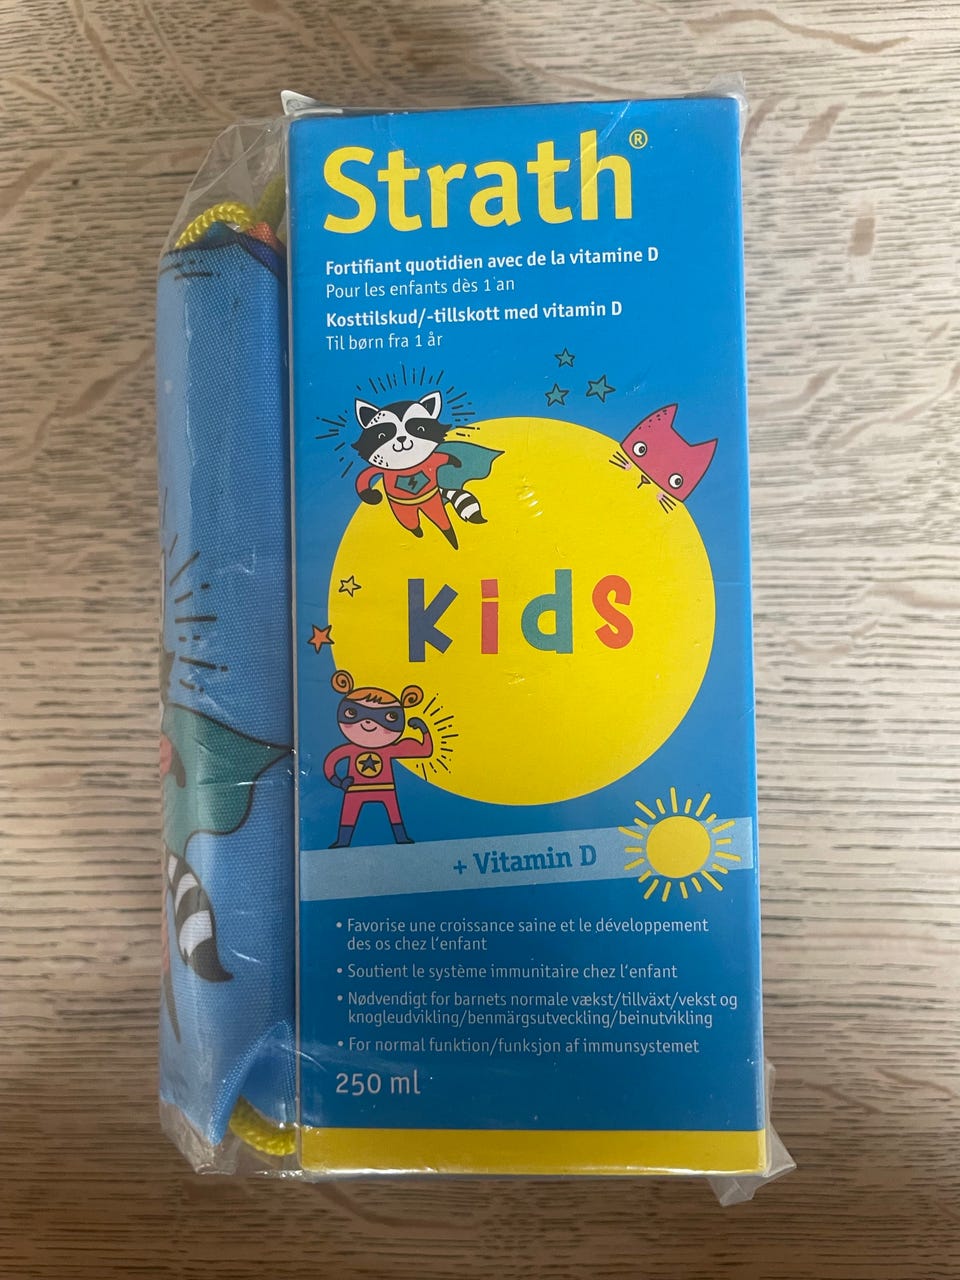 Strath®
Fortifiant quotidien avec de la vitamine D
Pour les enfants dès 1 an
Kosttilskud/-tillskott med vitamin D
Til børn fra 1 år
Kids
+ Vitamin D
• Favorise une croissance saine et le développement
des os chez l'enfant
• Soutient le système immunitaire chez l'enfant
• Nødvendigt for barnets normale vækst/tillväxt/vekst og
knogleudvikling/benmärgsutveckling/beinutvikling
• For normal funktion/funksjon af immunsystemet
250 ml